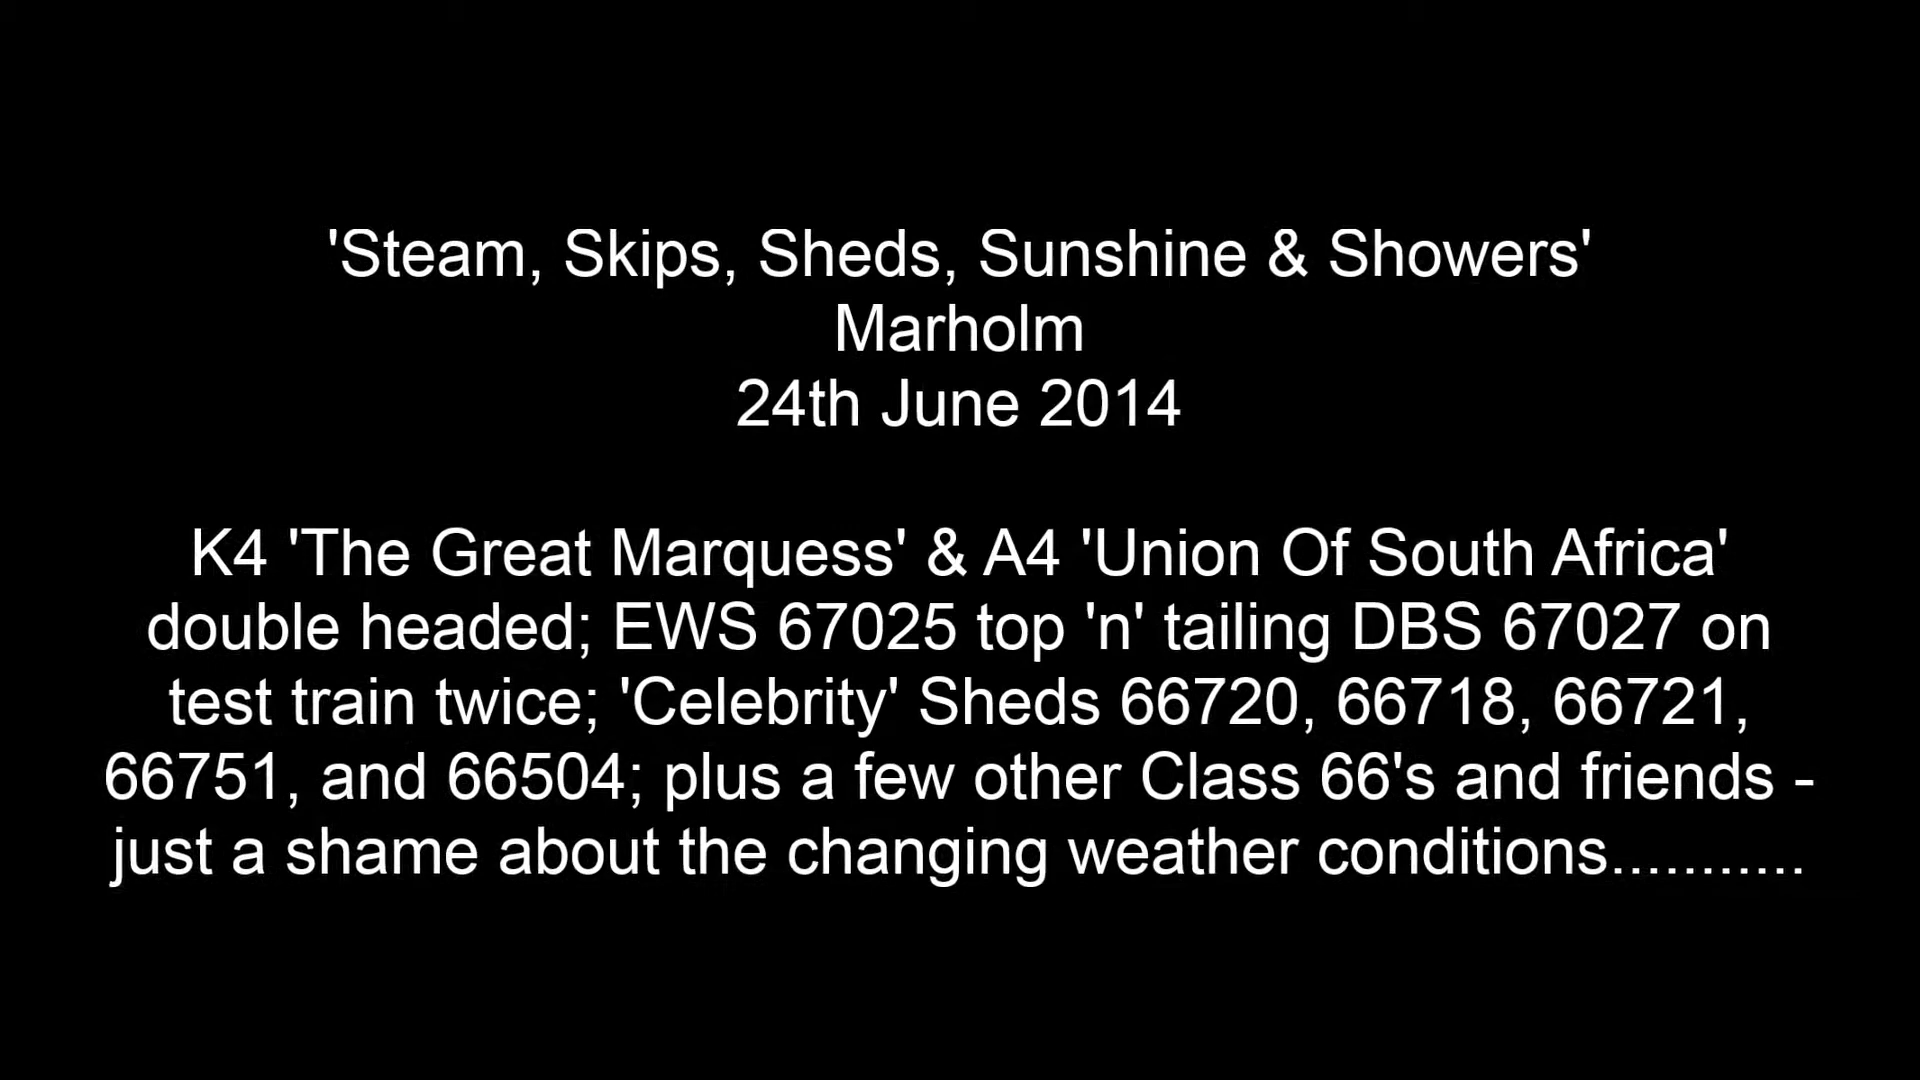 'Steam, Skips, Sheds, Sunshine & Showers'
Marholm
24th June 2014
K4 'The Great Marquess' & A4 'Union Of South Africa'
double headed; EWS 67025 top 'n' tailing DBS 67027 on
test train twice; 'Celebrity' Sheds 66720, 66718, 66721,
66751, and 66504; plus a few other Class 66's and friends -
just a shame about the changing weather conditions...........